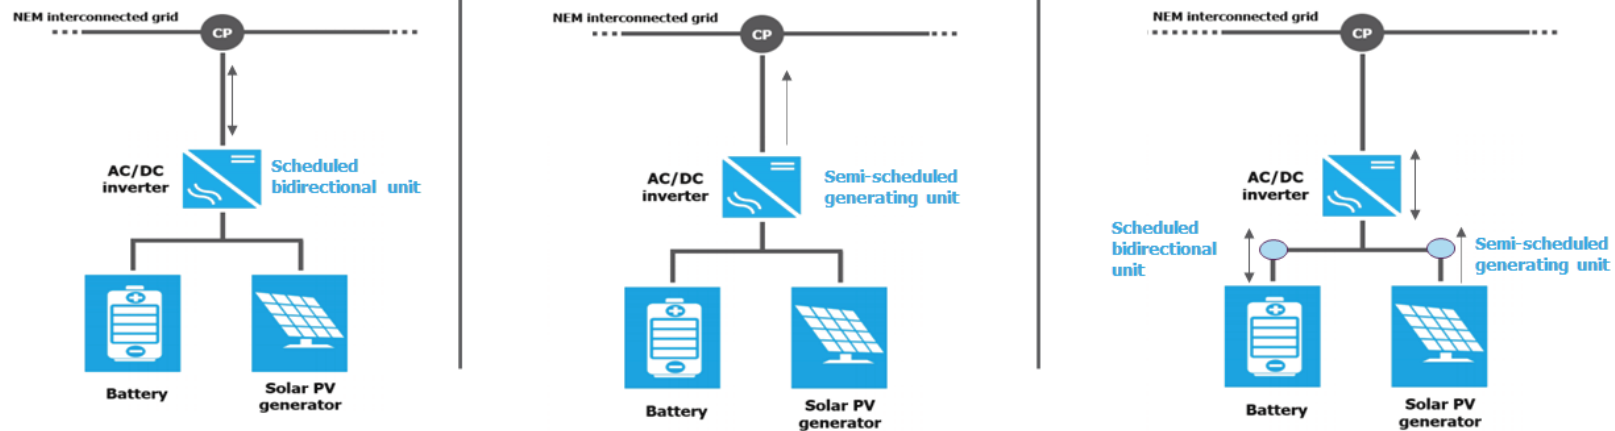 NEM interconnected grid
CP
AC/DC
inverter
Scheduled
bidirectional unit
Battery
Solar PV
generator
NEM interconnected grid
CP
AC/DC
inverter
Semi-scheduled
generating unit
Battery
Solar PV
generator
NEM interconnected grid
CP
AC/DC
inverter
Scheduled
bidirectional
unit
Semi-scheduled
generating unit
Battery
Solar PV
generator